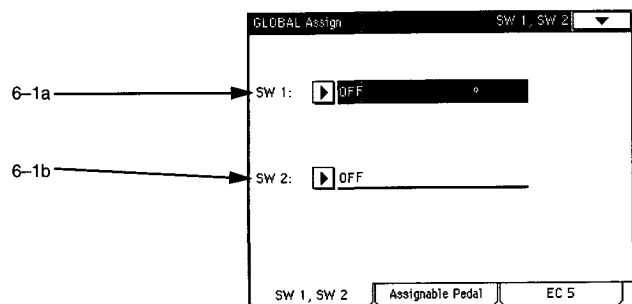 GLOBAL Assign SW 1, SW 2
6–1a SW 1: OFF
6–1b SW 2: OFF
SW 1, SW 2 Assignable Pedal EC 5